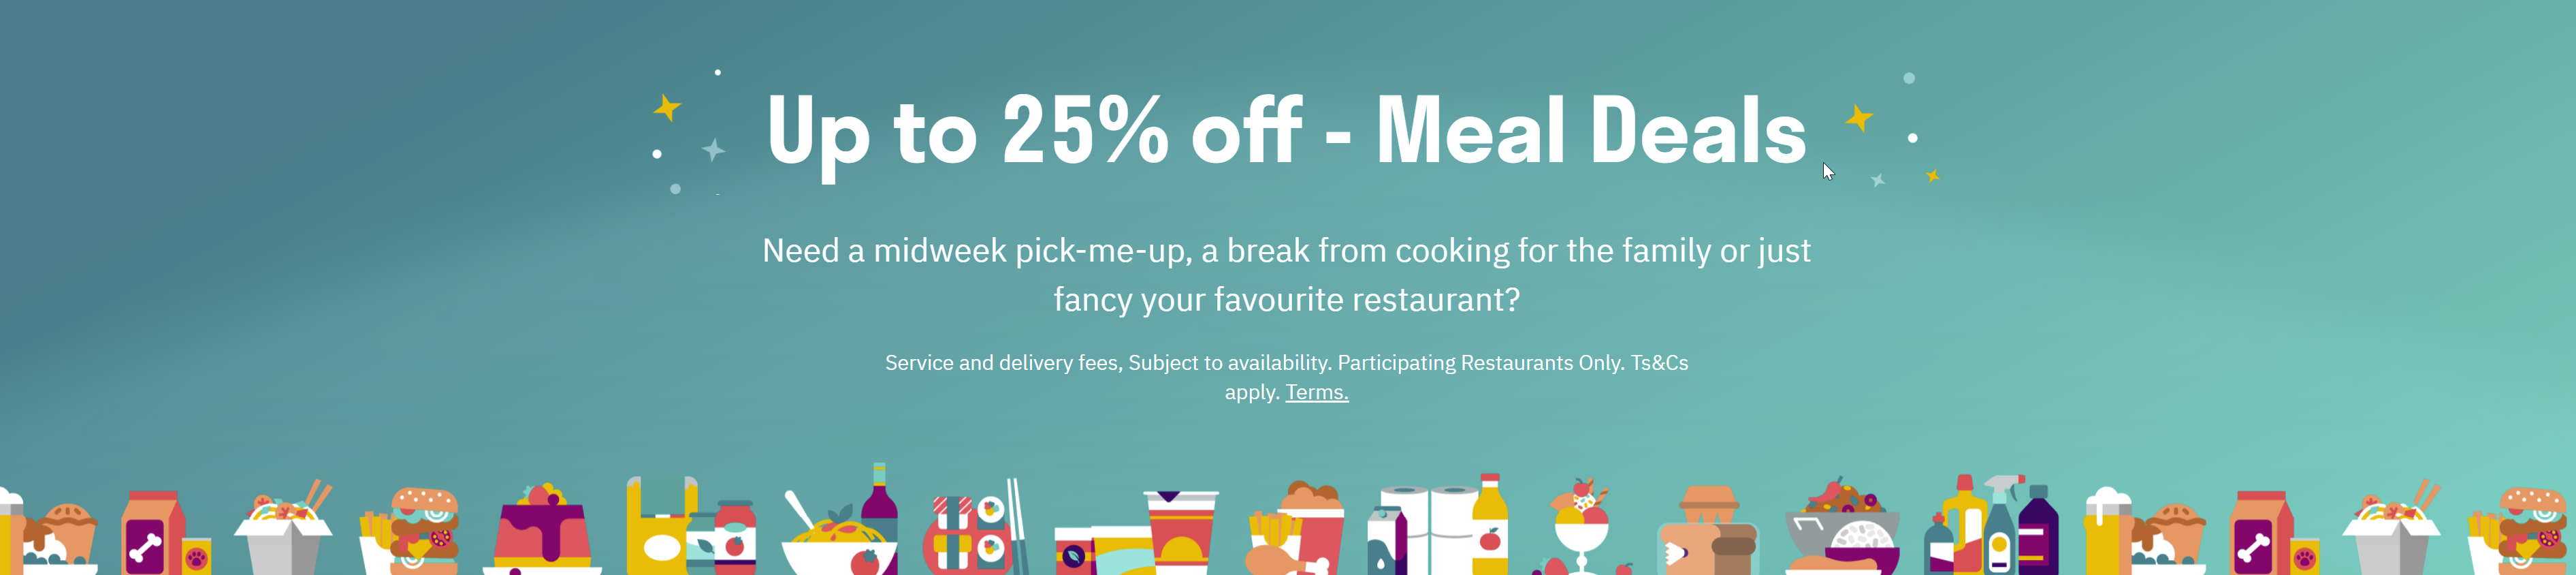 Up to 25% off - Meal Deals
Need a midweek pick-me-up, a break from cooking for the family or just
fancy your favourite restaurant?
Service and delivery fees, Subject to availability. Participating Restaurants Only. Ts&Cs
apply. Terms.